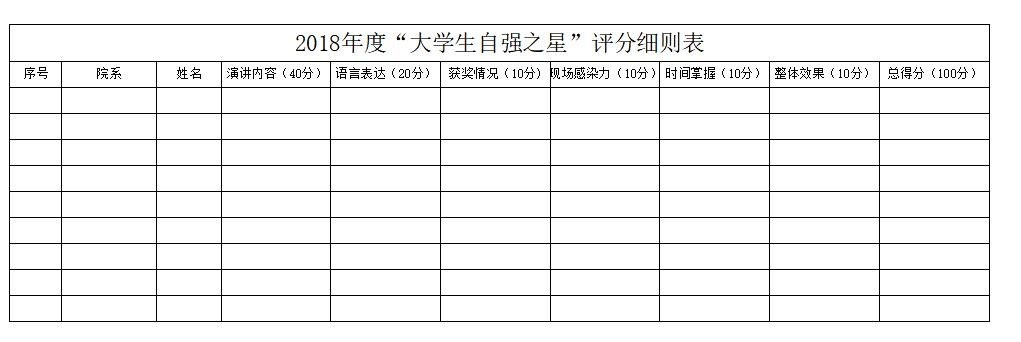 2018年度“大学生自强之星”评分细则表
序号 院系 姓名 演讲内容（40分） 语言表达（20分） 获奖情况（10分） 现场感染力（10分） 时间掌握（10分） 整体效果（10分） 总得分（100分）